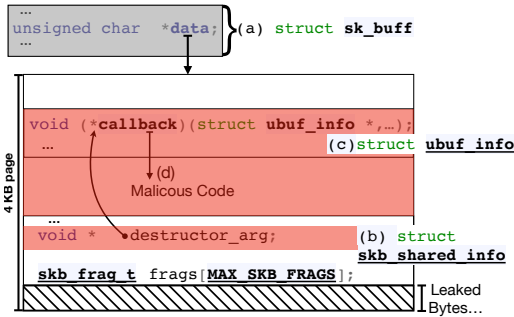 ...
unsigned char *data; (a) struct sk_buff
...
4 KB page
void (*callback)(struct ubuf_info *,…);
(c)struct ubuf_info
(d)
Malicous Code
...
void * destructor_arg; (b) struct
skb_shared_info
skb_frag_t frags[MAX_SKB_FRAGS];
Leaked
Bytes...